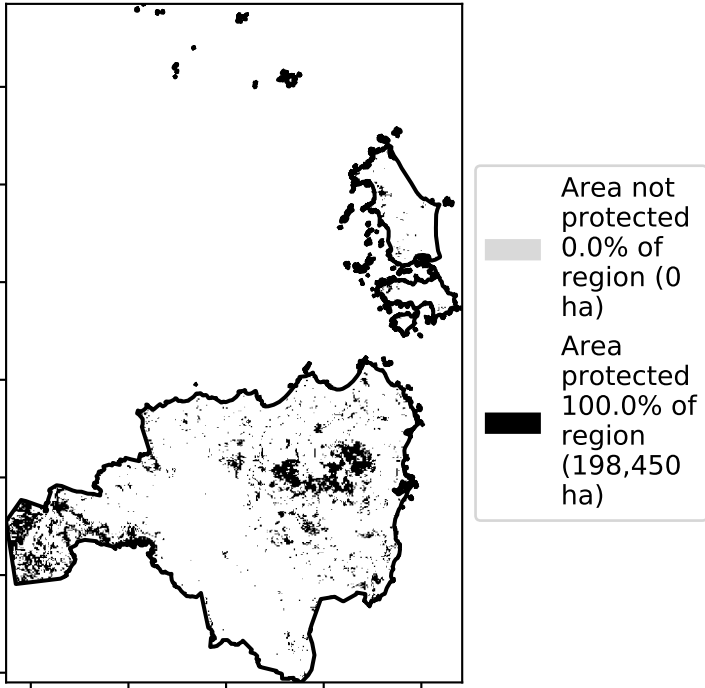 Area not
protected
0.0% of
region (0
ha)
Area
protected
100.0% of
region
(198,450
ha)